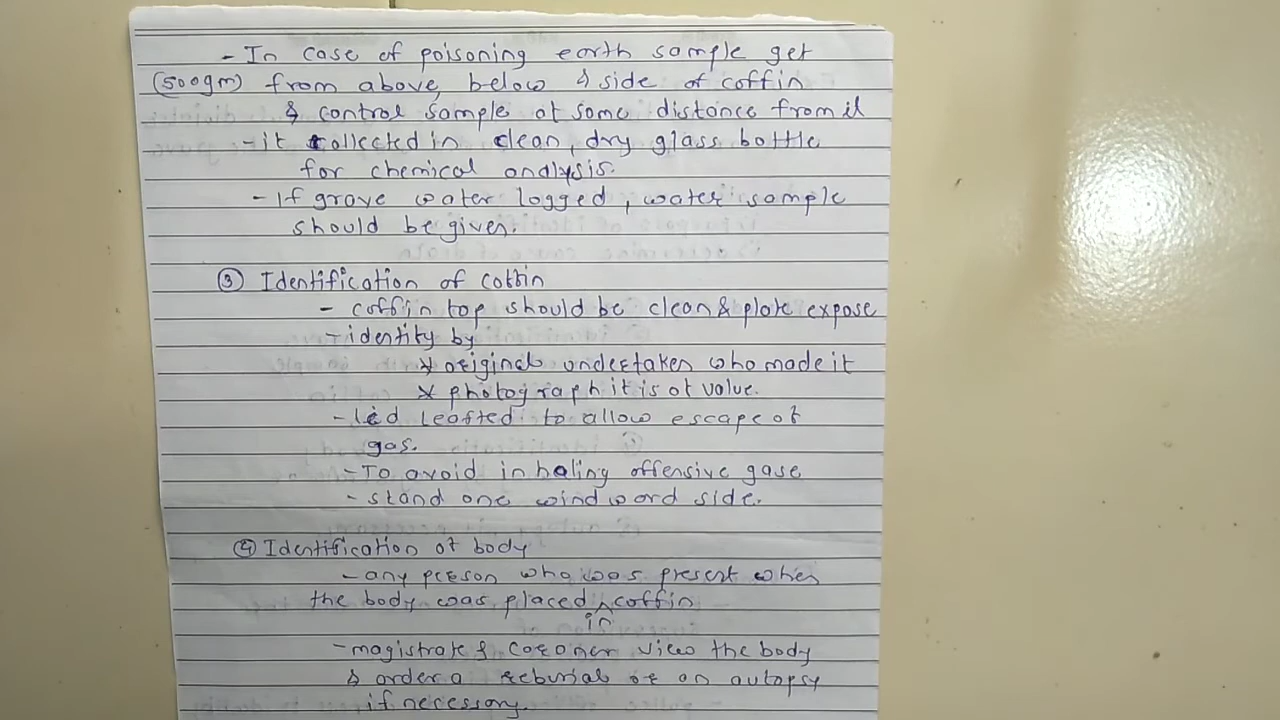 - In case of poisoning earth sample get
(500gm) from above, below & side of coffin
& control sample at some distance from it
- it collected in clean, dry glass bottle
for chemical analysis.
- If grave water logged, water sample
should be given.
③ Identification of coffin
- coffin top should be clean & plate expose
- identity by
* original undertaken who made it
* photograph it is of value.
- lid leafted to allow escape of
gas.
- To avoid inhaling offensive gase
- stand one windword side.
④ Identification of body
- any person who was present when
the body was placed in coffin
- magistrate & coroner view the body
& order a reburial or an autopsy
if necessary.